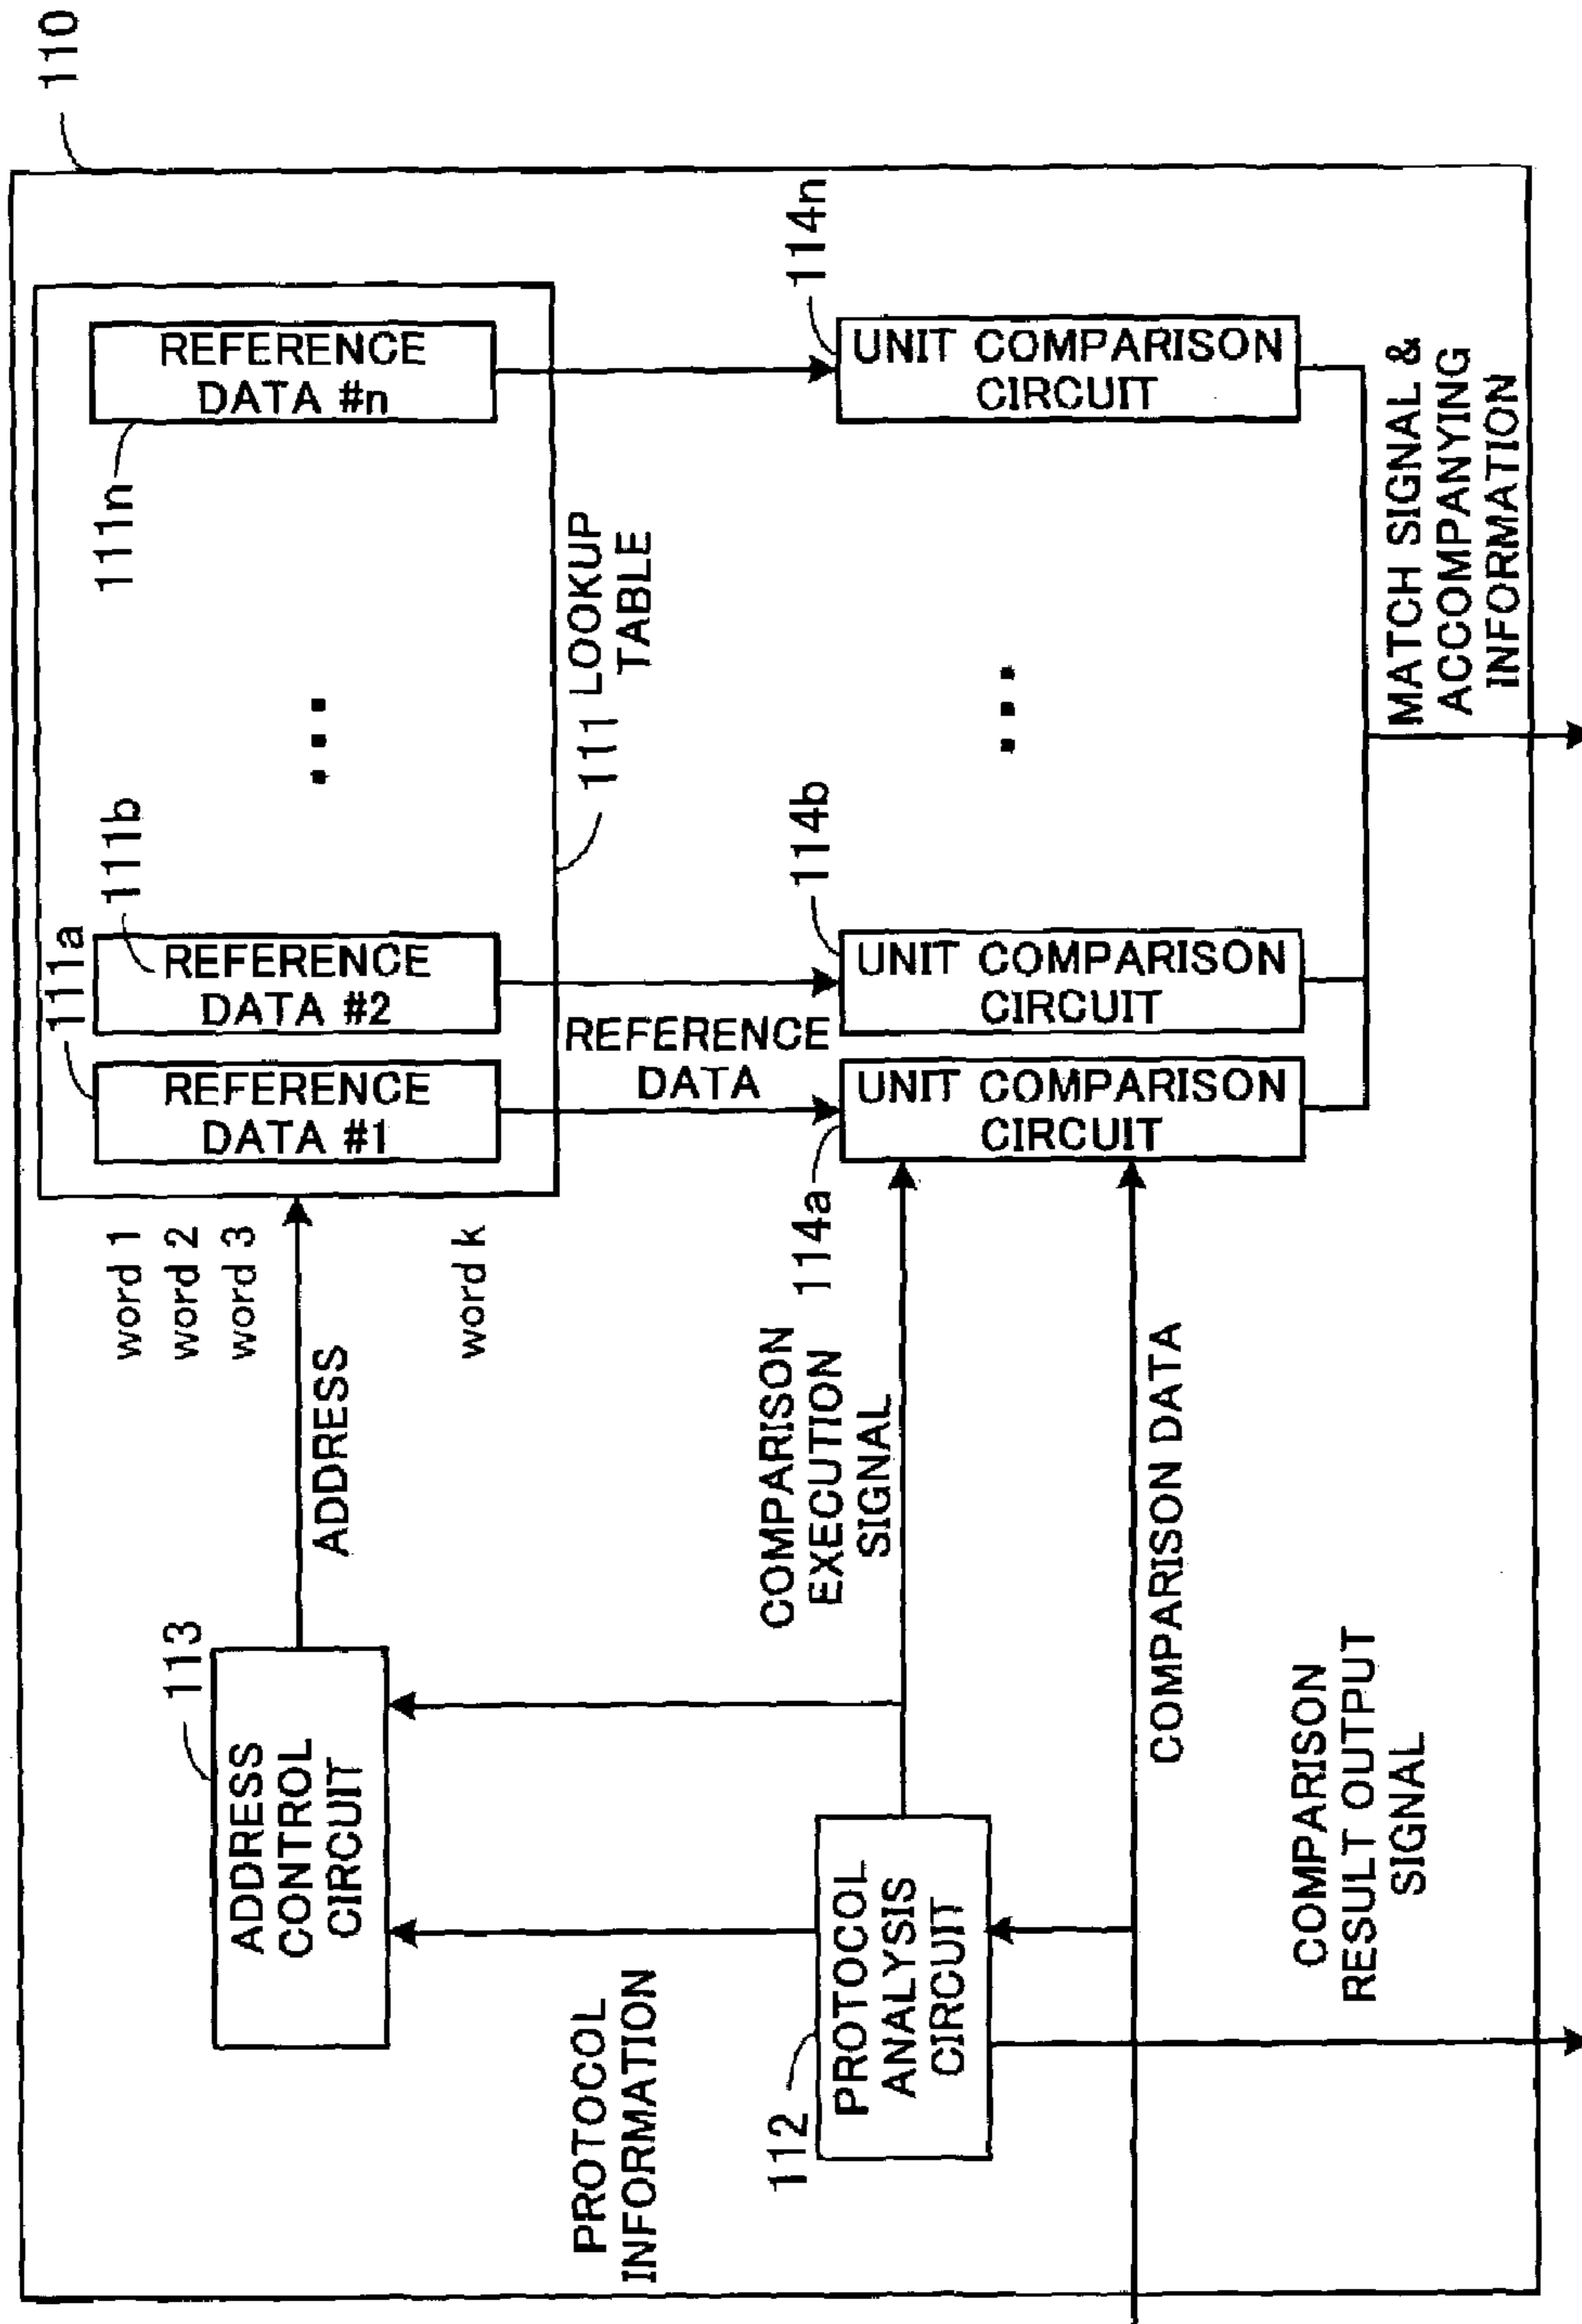 110
113
ADDRESS
CONTROL
CIRCUIT
ADDRESS
word 1
word 2
word 3
word k
111a
REFERENCE
DATA #1
111b
REFERENCE
DATA #2
111n
REFERENCE
DATA #n
111 LOOKUP
TABLE
PROTOCOL
INFORMATION
112
PROTOCOL
ANALYSIS
CIRCUIT
COMPARISON
EXECUTION
SIGNAL
REFERENCE
DATA
114a
UNIT COMPARISON
CIRCUIT
114b
UNIT COMPARISON
CIRCUIT
114n
UNIT COMPARISON
CIRCUIT
COMPARISON DATA
COMPARISON
RESULT OUTPUT
SIGNAL
MATCH SIGNAL &
ACCOMPANYING
INFORMATION